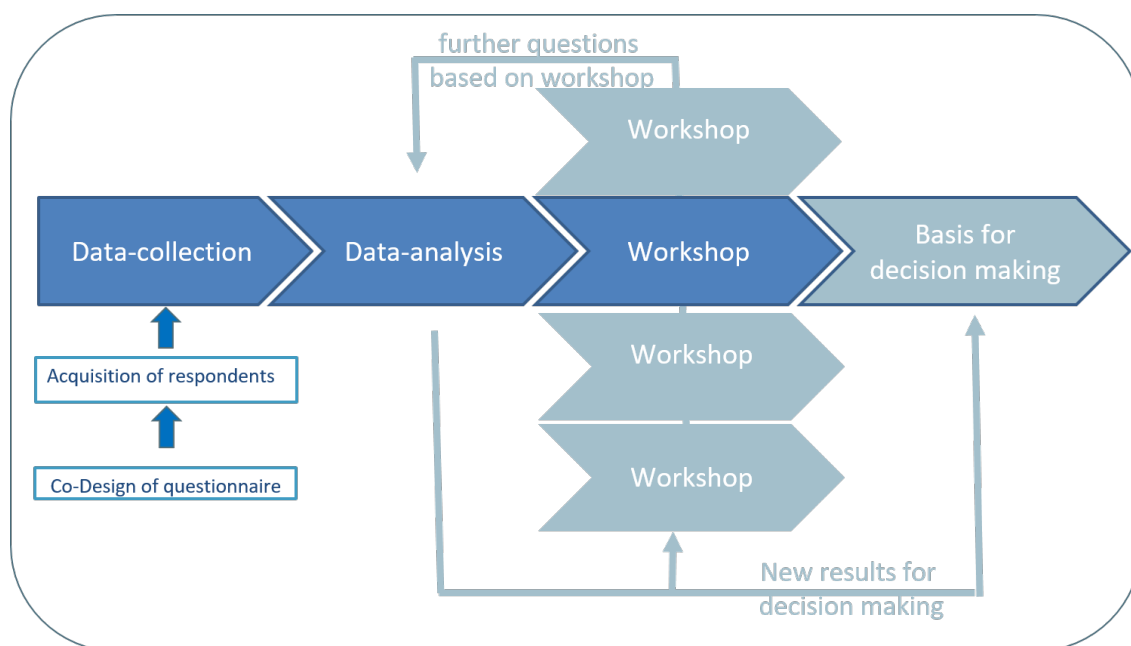 further questions
based on workshop
Workshop
Data-collection
Data-analysis
Workshop
Basis for
decision making
Acquisition of respondents
Workshop
Co-Design of questionnaire
Workshop
New results for
decision making